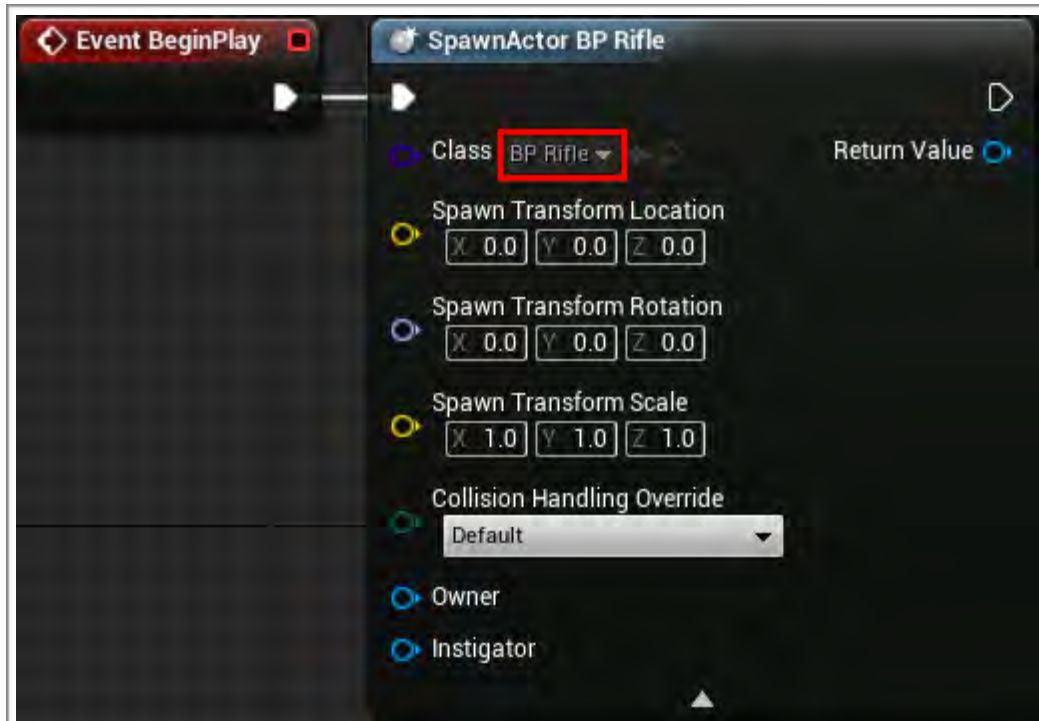 Event BeginPlay
SpawnActor BP Rifle
Class BP Rifle
Return Value
Spawn Transform Location
X 0.0 Y 0.0 Z 0.0
Spawn Transform Rotation
X 0.0 Y 0.0 Z 0.0
Spawn Transform Scale
X 1.0 Y 1.0 Z 1.0
Collision Handling Override
Default
Owner
Instigator